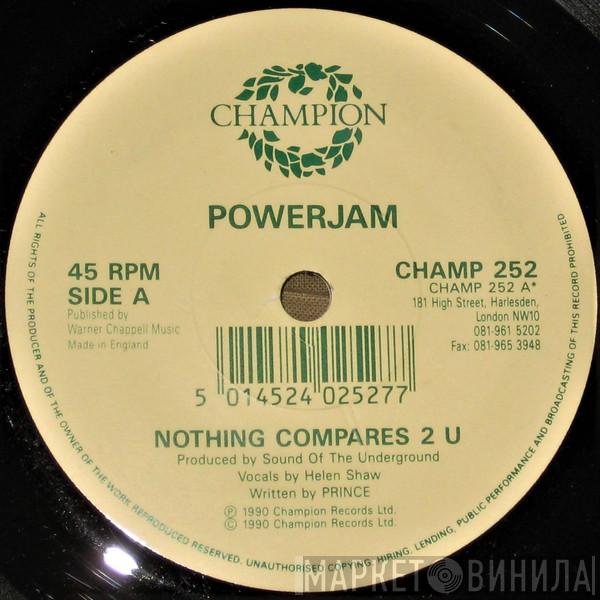 CHAMPION
POWERJAM
45 RPM
SIDE A
Published by
Warner Chappell Music
Made in England
CHAMP 252
CHAMP 252 A*
181 High Street, Harlesden,
London NW10
081-961 5202
Fax: 081-965 3948
5 014524 025277
NOTHING COMPARES 2 U
Produced by Sound Of The Underground
Vocals by Helen Shaw
Written by PRINCE
Ⓟ 1990 Champion Records Ltd.
© 1990 Champion Records Ltd.
ALL RIGHTS OF THE PRODUCER AND OF THE OWNER OF THE WORK REPRODUCED RESERVED. UNAUTHORISED COPYING, HIRING, LENDING, PUBLIC PERFORMANCE AND BROADCASTING OF THIS RECORD PROHIBITED
МАРКЕТ ВИНИЛА